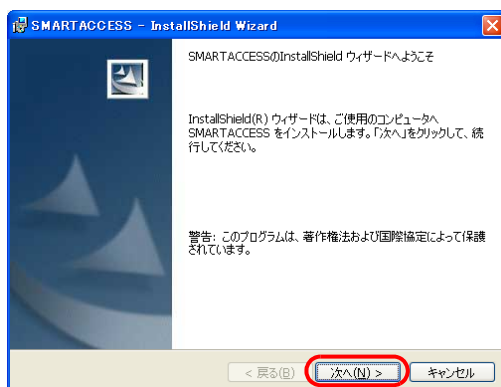 SMARTACCESS - InstallShield Wizard
SMARTACCESSのInstallShield ウィザードへようこそ
InstallShield(R) ウィザードは、ご使用のコンピュータへ
SMARTACCESS をインストールします。「次へ」をクリックして、続
行してください。
警告: このプログラムは、著作権法および国際協定によって保護
されています。
< 戻る(B)
次へ(N) >
キャンセル